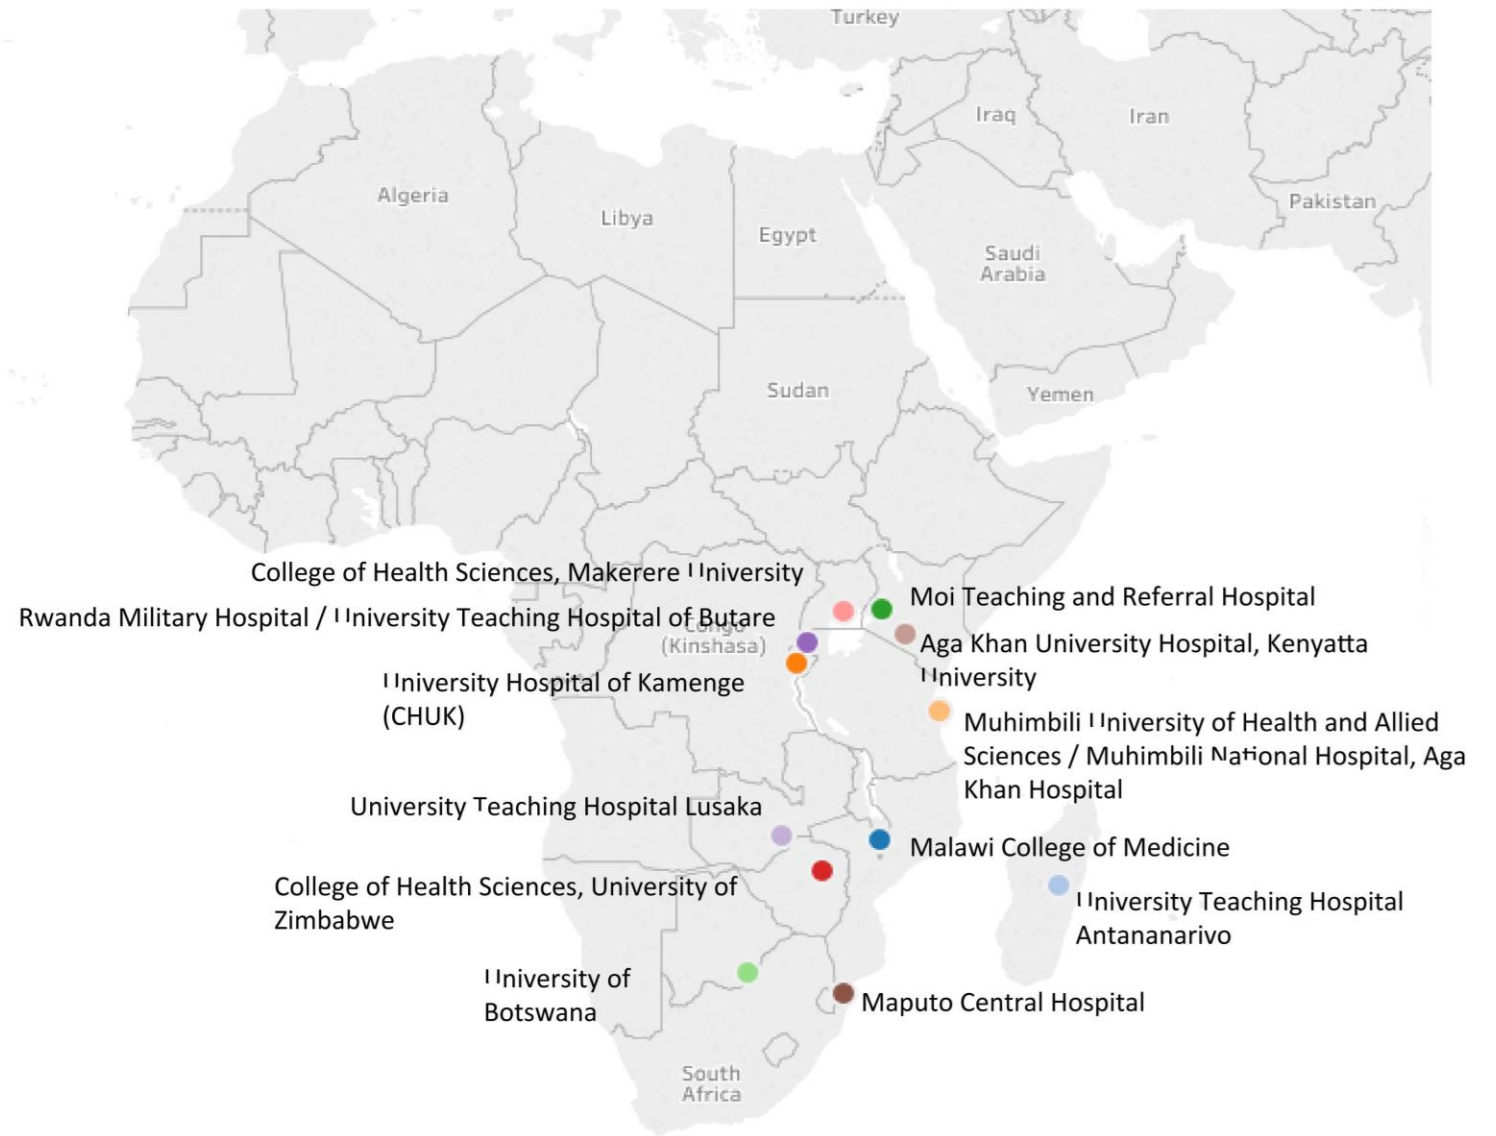 Turkey
Iraq
Iran
Algeria
Libya
Egypt
Pakistan
Saudi
Arabia
Sudan
Yemen
College of Health Sciences, Makerere University
Moi Teaching and Referral Hospital
Rwanda Military Hospital / University Teaching Hospital of Butare
Congo
(Kinshasa)
Aga Khan University Hospital, Kenyatta
University
University Hospital of Kamenge
(CHUK)
Muhimbili University of Health and Allied
Sciences / Muhimbili National Hospital, Aga
Khan Hospital
University Teaching Hospital Lusaka
Malawi College of Medicine
College of Health Sciences, University of
Zimbabwe
University Teaching Hospital
Antananarivo
University of
Botswana
Maputo Central Hospital
South
Africa